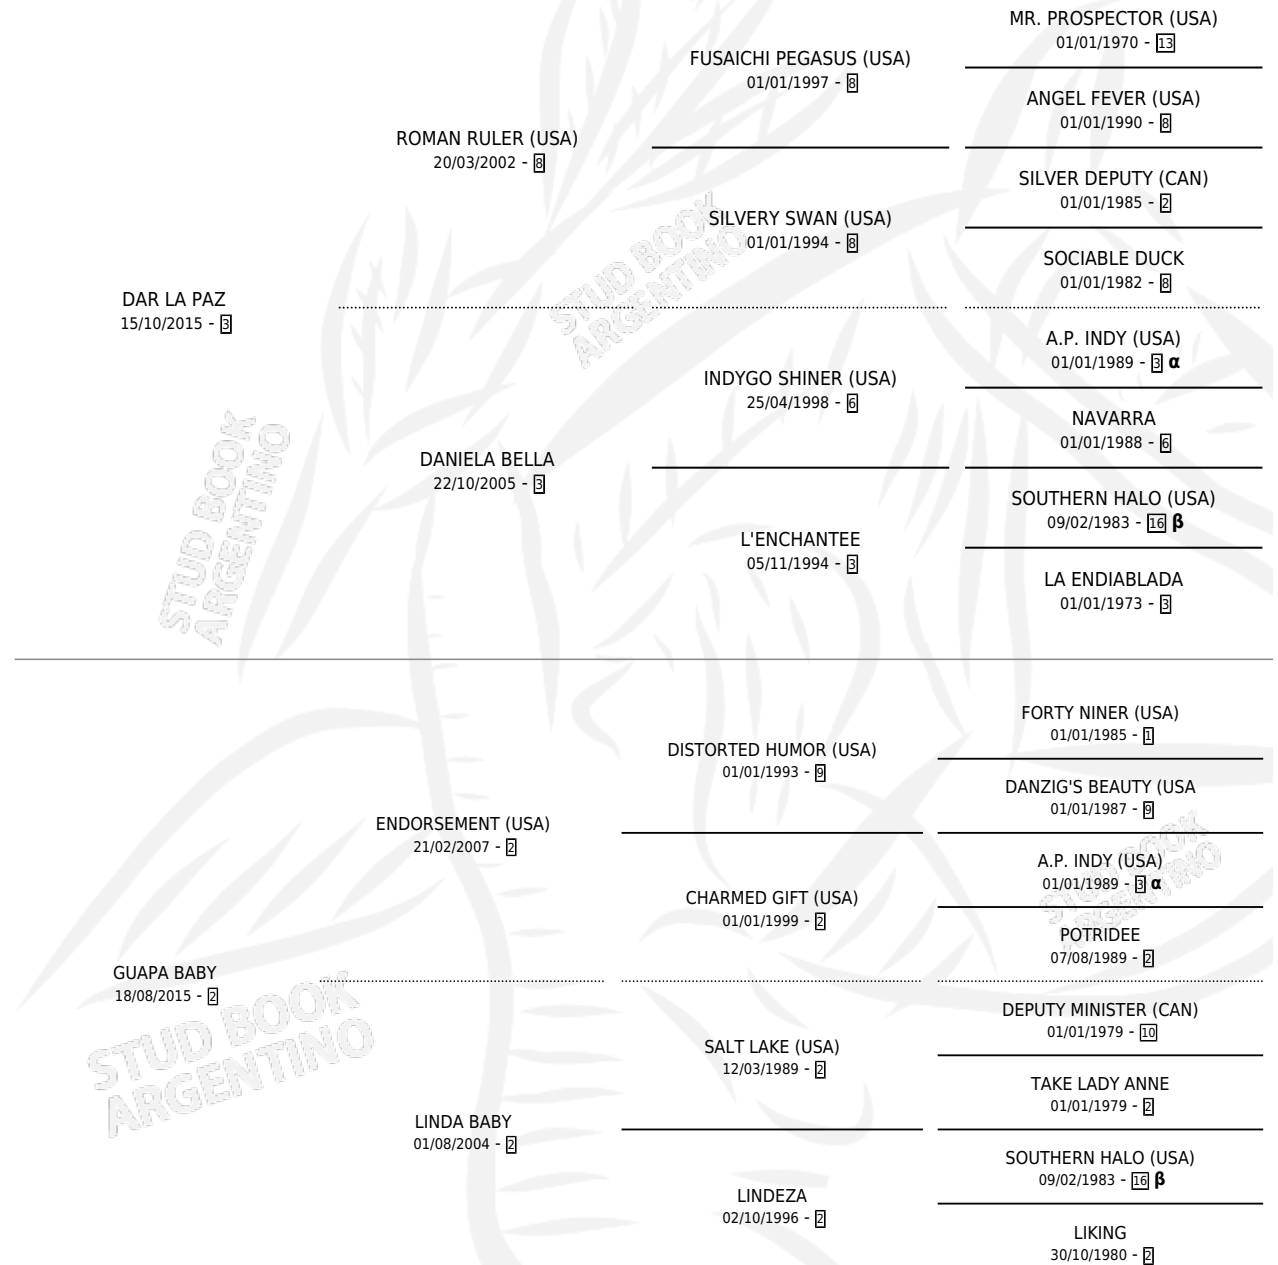 MR. PROSPECTOR (USA)
01/01/1970 - 13
FUSAICHI PEGASUS (USA)
01/01/1997 - 8
ANGEL FEVER (USA)
01/01/1990 - 8
ROMAN RULER (USA)
20/03/2002 - 8
SILVER DEPUTY (CAN)
01/01/1985 - 2
SILVERY SWAN (USA)
01/01/1994 - 8
SOCIABLE DUCK
01/01/1982 - 8
DAR LA PAZ
15/10/2015 - 3
A.P. INDY (USA)
01/01/1989 - 3 α
INDYGO SHINER (USA)
25/04/1998 - 6
NAVARRA
01/01/1988 - 6
DANIELA BELLA
22/10/2005 - 3
SOUTHERN HALO (USA)
09/02/1983 - 16 β
L'ENCHANTEE
05/11/1994 - 3
LA ENDIABLADA
01/01/1973 - 3
FORTY NINER (USA)
01/01/1985 - 1
DISTORTED HUMOR (USA)
01/01/1993 - 9
DANZIG'S BEAUTY (USA
01/01/1987 - 9
ENDORSEMENT (USA)
21/02/2007 - 2
A.P. INDY (USA)
01/01/1989 - 3 α
CHARMED GIFT (USA)
01/01/1999 - 2
POTRIDEE
07/08/1989 - 2
GUAPA BABY
18/08/2015 - 2
DEPUTY MINISTER (CAN)
01/01/1979 - 10
SALT LAKE (USA)
12/03/1989 - 2
TAKE LADY ANNE
01/01/1979 - 2
LINDA BABY
01/08/2004 - 2
SOUTHERN HALO (USA)
09/02/1983 - 16 β
LINDEZA
02/10/1996 - 2
LIKING
30/10/1980 - 2
STUD BOOK
ARGENTINO
STUD BOOK
ARGENTINO
STUD BOOK
ARGENTINO
STUD BOOK
ARGENTINO